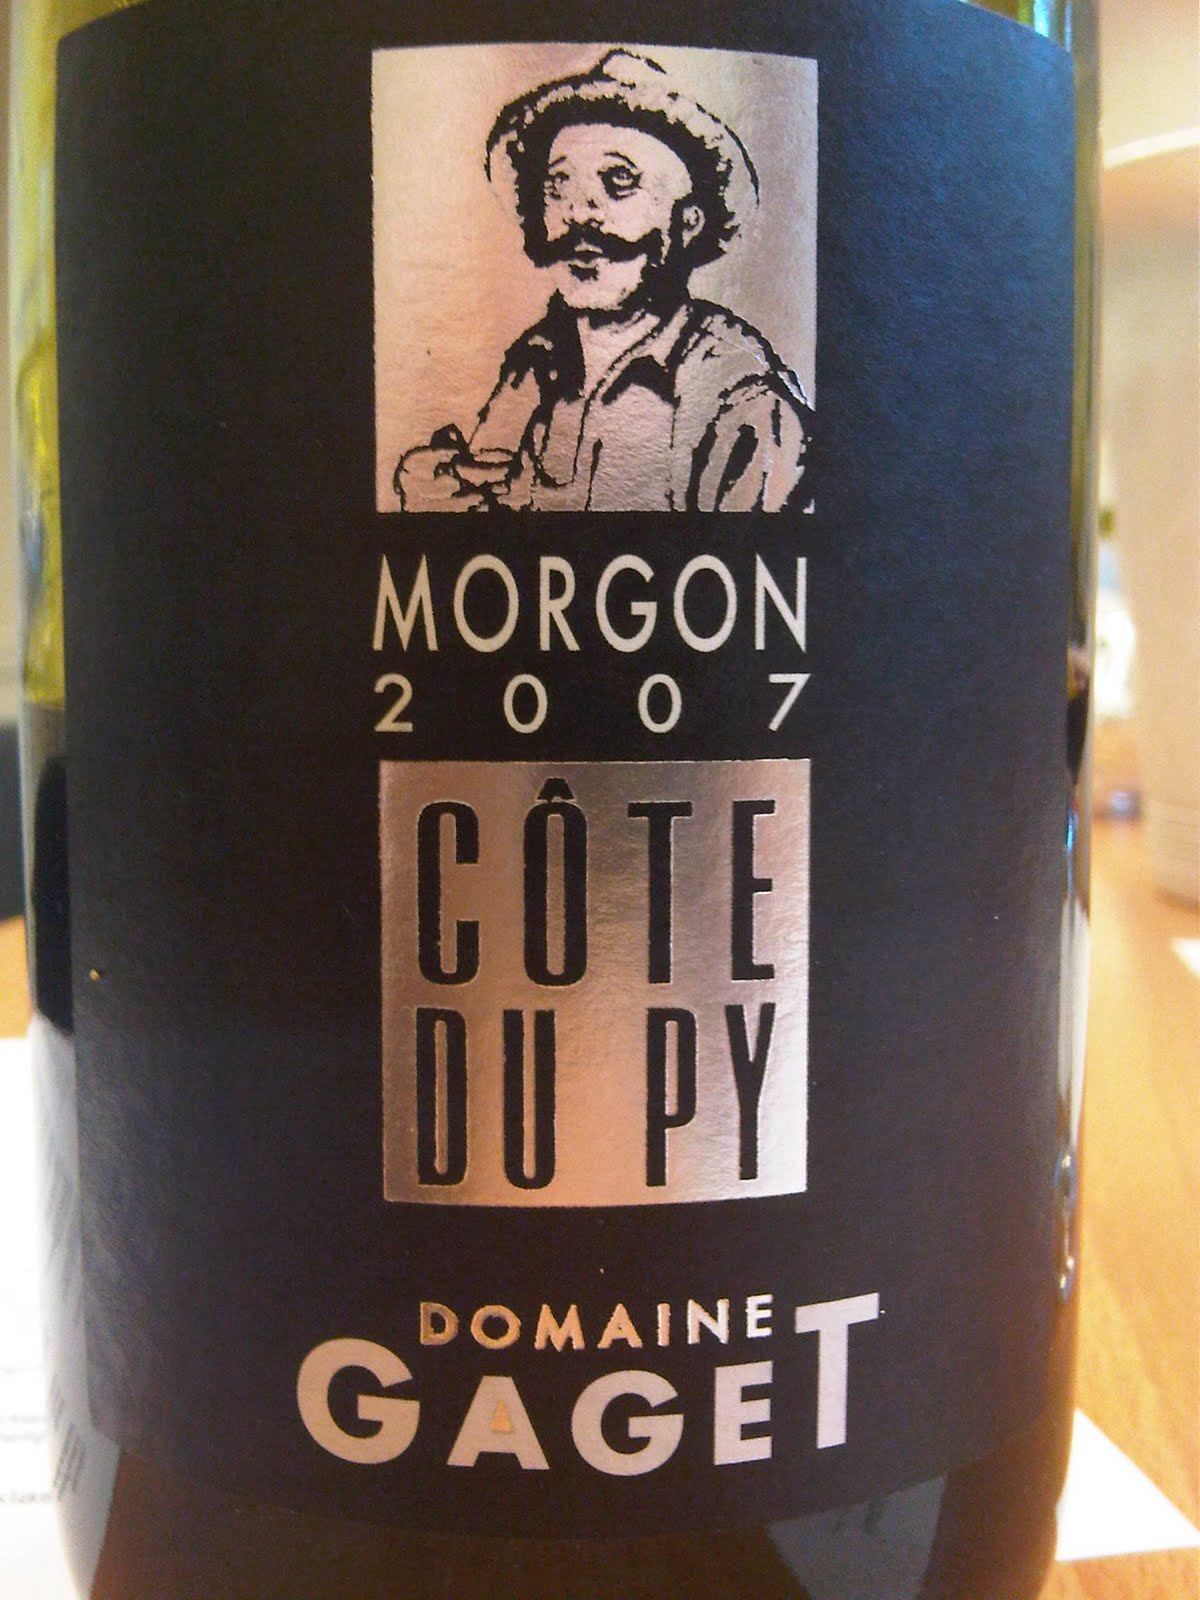 MORGON
2007
CÔTE
DU PY
DOMAINE
GAGET